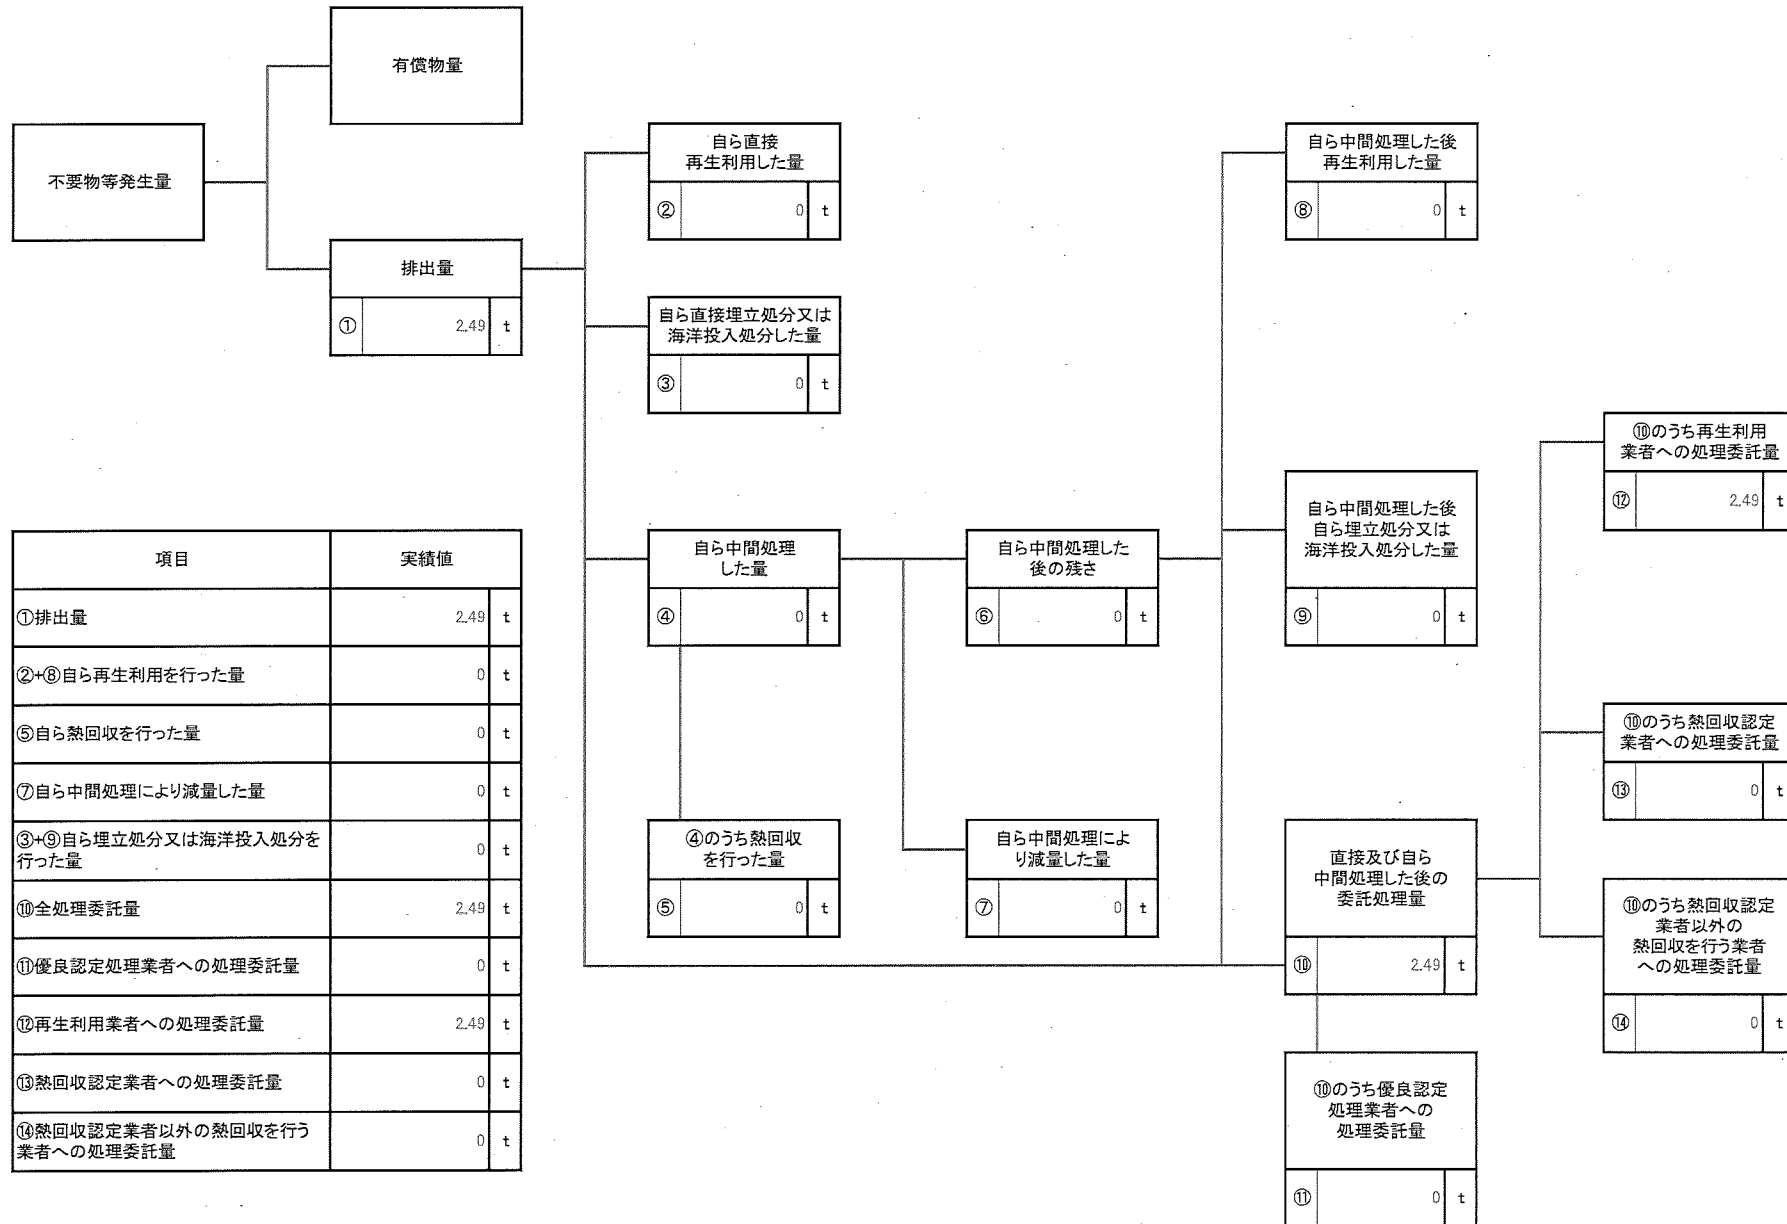 有償物量
不要物等発生量
排出量
① 2.49 t
自ら直接
再生利用した量
② 0 t
自ら直接埋立処分又は
海洋投入処分した量
③ 0 t
自ら中間処理
した量
④ 0 t
④のうち熱回収
を行った量
⑤ 0 t
自ら中間処理した
後の残さ
⑥ 0 t
自ら中間処理によ
り減量した量
⑦ 0 t
自ら中間処理した後
再生利用した量
⑧ 0 t
自ら中間処理した後
自ら埋立処分又は
海洋投入処分した量
⑨ 0 t
直接及び自ら
中間処理した後の
委託処理量
⑩ 2.49 t
⑩のうち優良認定
処理業者への
処理委託量
⑪ 0 t
⑩のうち再生利用
業者への処理委託量
⑫ 2.49 t
⑩のうち熱回収認定
業者への処理委託量
⑬ 0 t
⑩のうち熱回収認定
業者以外の
熱回収を行う業者
への処理委託量
⑭ 0 t
項目 実績値
①排出量 2.49 t
②+⑧自ら再生利用を行った量 0 t
⑤自ら熱回収を行った量 0 t
⑦自ら中間処理により減量した量 0 t
③+⑨自ら埋立処分又は海洋投入処分を
行った量 0 t
⑩全処理委託量 2.49 t
⑪優良認定処理業者への処理委託量 0 t
⑫再生利用業者への処理委託量 2.49 t
⑬熱回収認定業者への処理委託量 0 t
⑭熱回収認定業者以外の熱回収を行う
業者への処理委託量 0 t